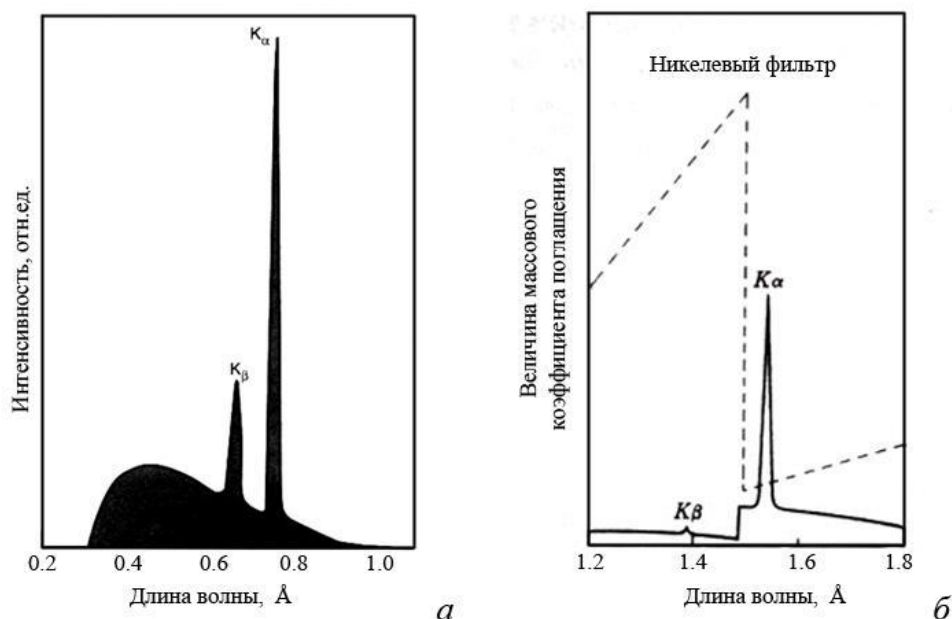 Интенсивность, отн.ед.
Kα
Kβ
0.2
0.4
0.6
0.8
1.0
Длина волны, Å
а
Никелевый фильтр
Величина массового
коэффициента поглащения
Kα
Kβ
1.2
1.4
1.6
1.8
Длина волны, Å
б